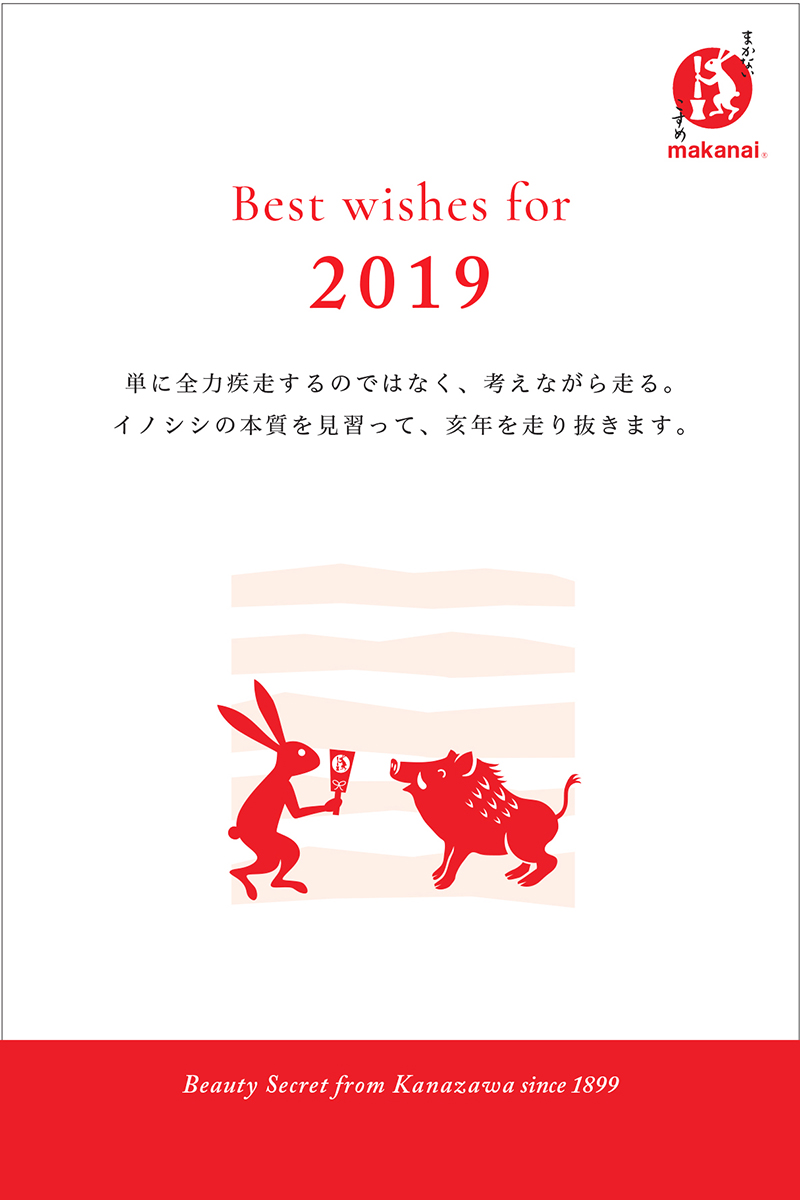 まかない
こすめ
makanai®
Best wishes for
2019
単に全力疾走するのではなく、考えながら走る。
イノシシの本質を見習って、亥年を走り抜きます。
Beauty Secret from Kanazawa since 1899